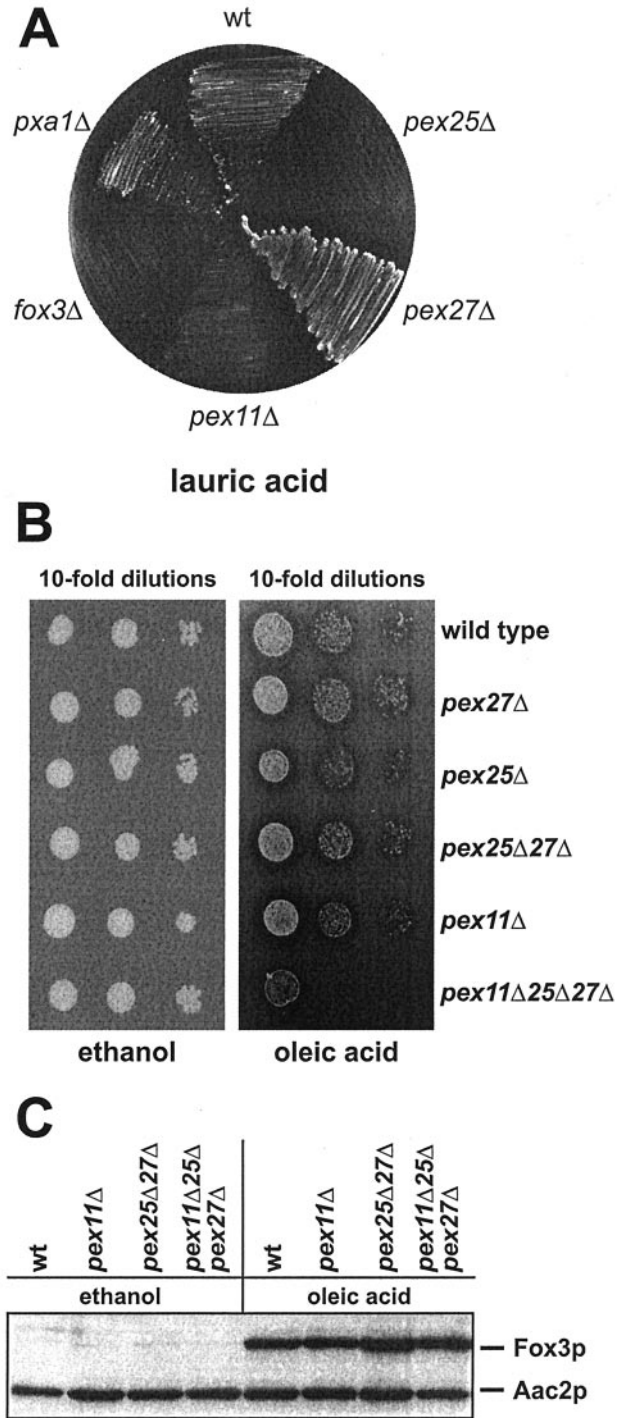 A
wt
pxa1Δ
pex25Δ
fox3Δ
pex27Δ
pex11Δ
lauric acid
B
10-fold dilutions
10-fold dilutions
wild type
pex27Δ
pex25Δ
pex25Δ27Δ
pex11Δ
pex11Δ25Δ27Δ
ethanol
oleic acid
C
wt
pex11Δ
pex25Δ27Δ
pex11Δ25Δ
pex27Δ
wt
pex11Δ
pex25Δ27Δ
pex11Δ25Δ
pex27Δ
ethanol
oleic acid
Fox3p
Aac2p